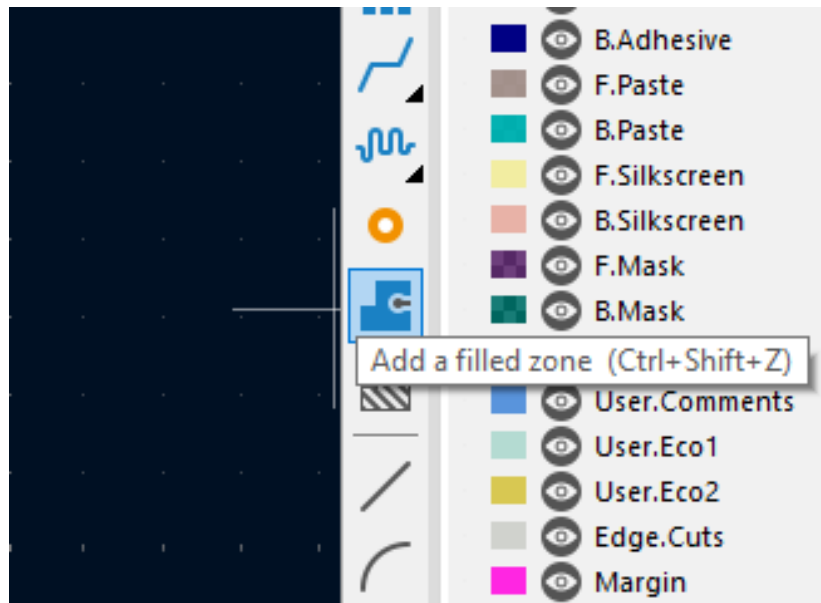 B.Adhesive
F.Paste
B.Paste
F.Silkscreen
B.Silkscreen
F.Mask
B.Mask
Add a filled zone (Ctrl+Shift+Z)
User.Comments
User.Eco1
User.Eco2
Edge.Cuts
Margin